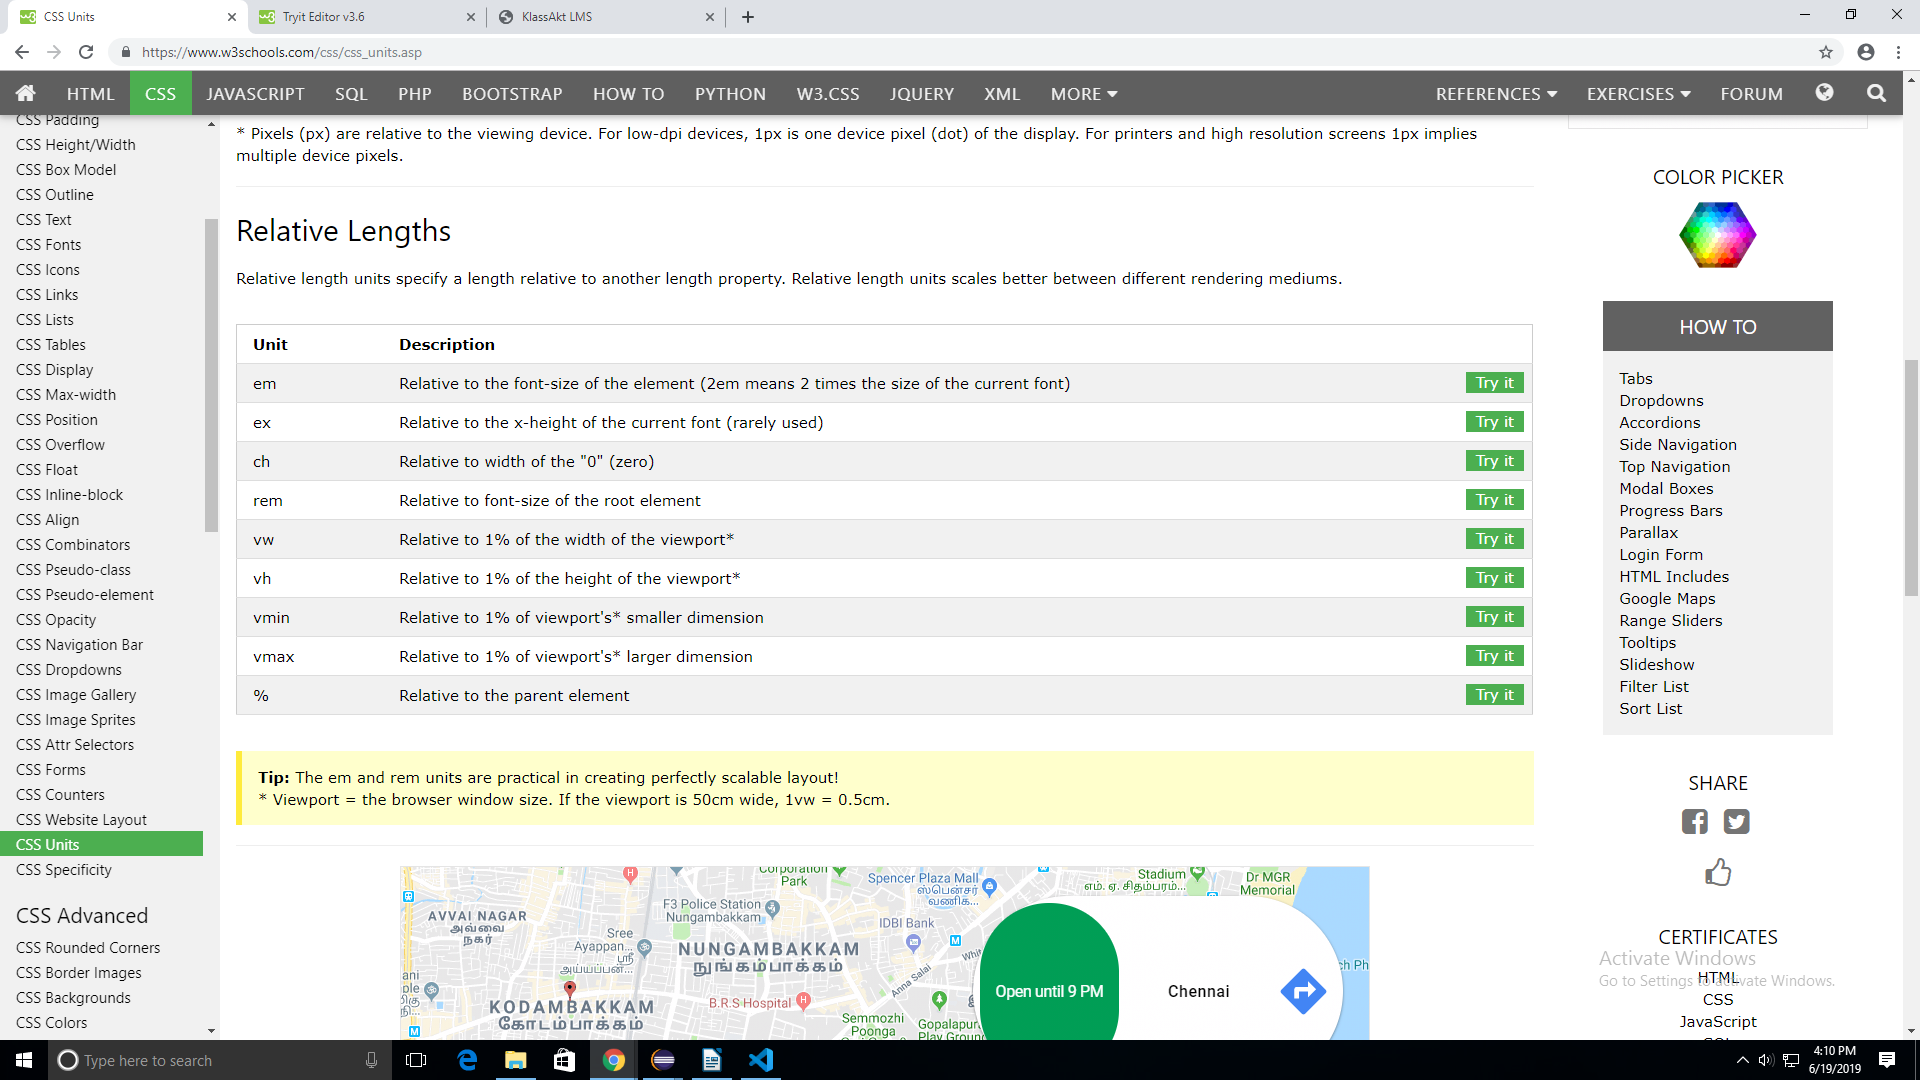 CSS Units
Tryit Editor v3.6
KlassAkt LMS
https://www.w3schools.com/css/css_units.asp
HTML CSS JAVASCRIPT SQL PHP BOOTSTRAP HOW TO PYTHON W3.CSS JQUERY XML MORE REFERENCES EXERCISES FORUM
CSS Padding
CSS Height/Width
CSS Box Model
CSS Outline
CSS Text
CSS Fonts
CSS Icons
CSS Links
CSS Lists
CSS Tables
CSS Display
CSS Max-width
CSS Position
CSS Overflow
CSS Float
CSS Inline-block
CSS Align
CSS Combinators
CSS Pseudo-class
CSS Pseudo-element
CSS Opacity
CSS Navigation Bar
CSS Dropdowns
CSS Image Gallery
CSS Image Sprites
CSS Attr Selectors
CSS Forms
CSS Counters
CSS Website Layout
CSS Units
CSS Specificity
CSS Advanced
CSS Rounded Corners
CSS Border Images
CSS Backgrounds
CSS Colors
* Pixels (px) are relative to the viewing device. For low-dpi devices, 1px is one device pixel (dot) of the display. For printers and high resolution screens 1px implies
multiple device pixels.
Relative Lengths
Relative length units specify a length relative to another length property. Relative length units scales better between different rendering mediums.
Unit Description
em Relative to the font-size of the element (2em means 2 times the size of the current font) Try it
ex Relative to the x-height of the current font (rarely used) Try it
ch Relative to width of the "0" (zero) Try it
rem Relative to font-size of the root element Try it
vw Relative to 1% of the width of the viewport* Try it
vh Relative to 1% of the height of the viewport* Try it
vmin Relative to 1% of viewport's* smaller dimension Try it
vmax Relative to 1% of viewport's* larger dimension Try it
% Relative to the parent element Try it
Tip: The em and rem units are practical in creating perfectly scalable layout!
* Viewport = the browser window size. If the viewport is 50cm wide, 1vw = 0.5cm.
Corporation
Park
Spencer Plaza Mall
ஸ்பென்சர்
வணிக...
Stadium
எம். ஏ. சிதம்பரம்...
Dr MGR
Memorial
AVVAI NAGAR
அவ்வை
நகர்
F3 Police Station
Nungambakkam
IDBI Bank
Sree
Ayappan...
ஸ்ரீ
அய்யப்பன்...
NUNGAMBAKKAM
நுங்கம்பாக்கம்
Anna Salai
KODAMBAKKAM
கோடம்பாக்கம்
B.R.S Hospital
Semmozhi
Poonga
Gopalapur
Play Ground
Open until 9 PM
Chennai
COLOR PICKER
HOW TO
Tabs
Dropdowns
Accordions
Side Navigation
Top Navigation
Modal Boxes
Progress Bars
Parallax
Login Form
HTML Includes
Google Maps
Range Sliders
Tooltips
Slideshow
Filter List
Sort List
SHARE
CERTIFICATES
HTML
CSS
JavaScript
Activate Windows
Go to Settings to activate Windows.
Type here to search
4:10 PM
6/19/2019